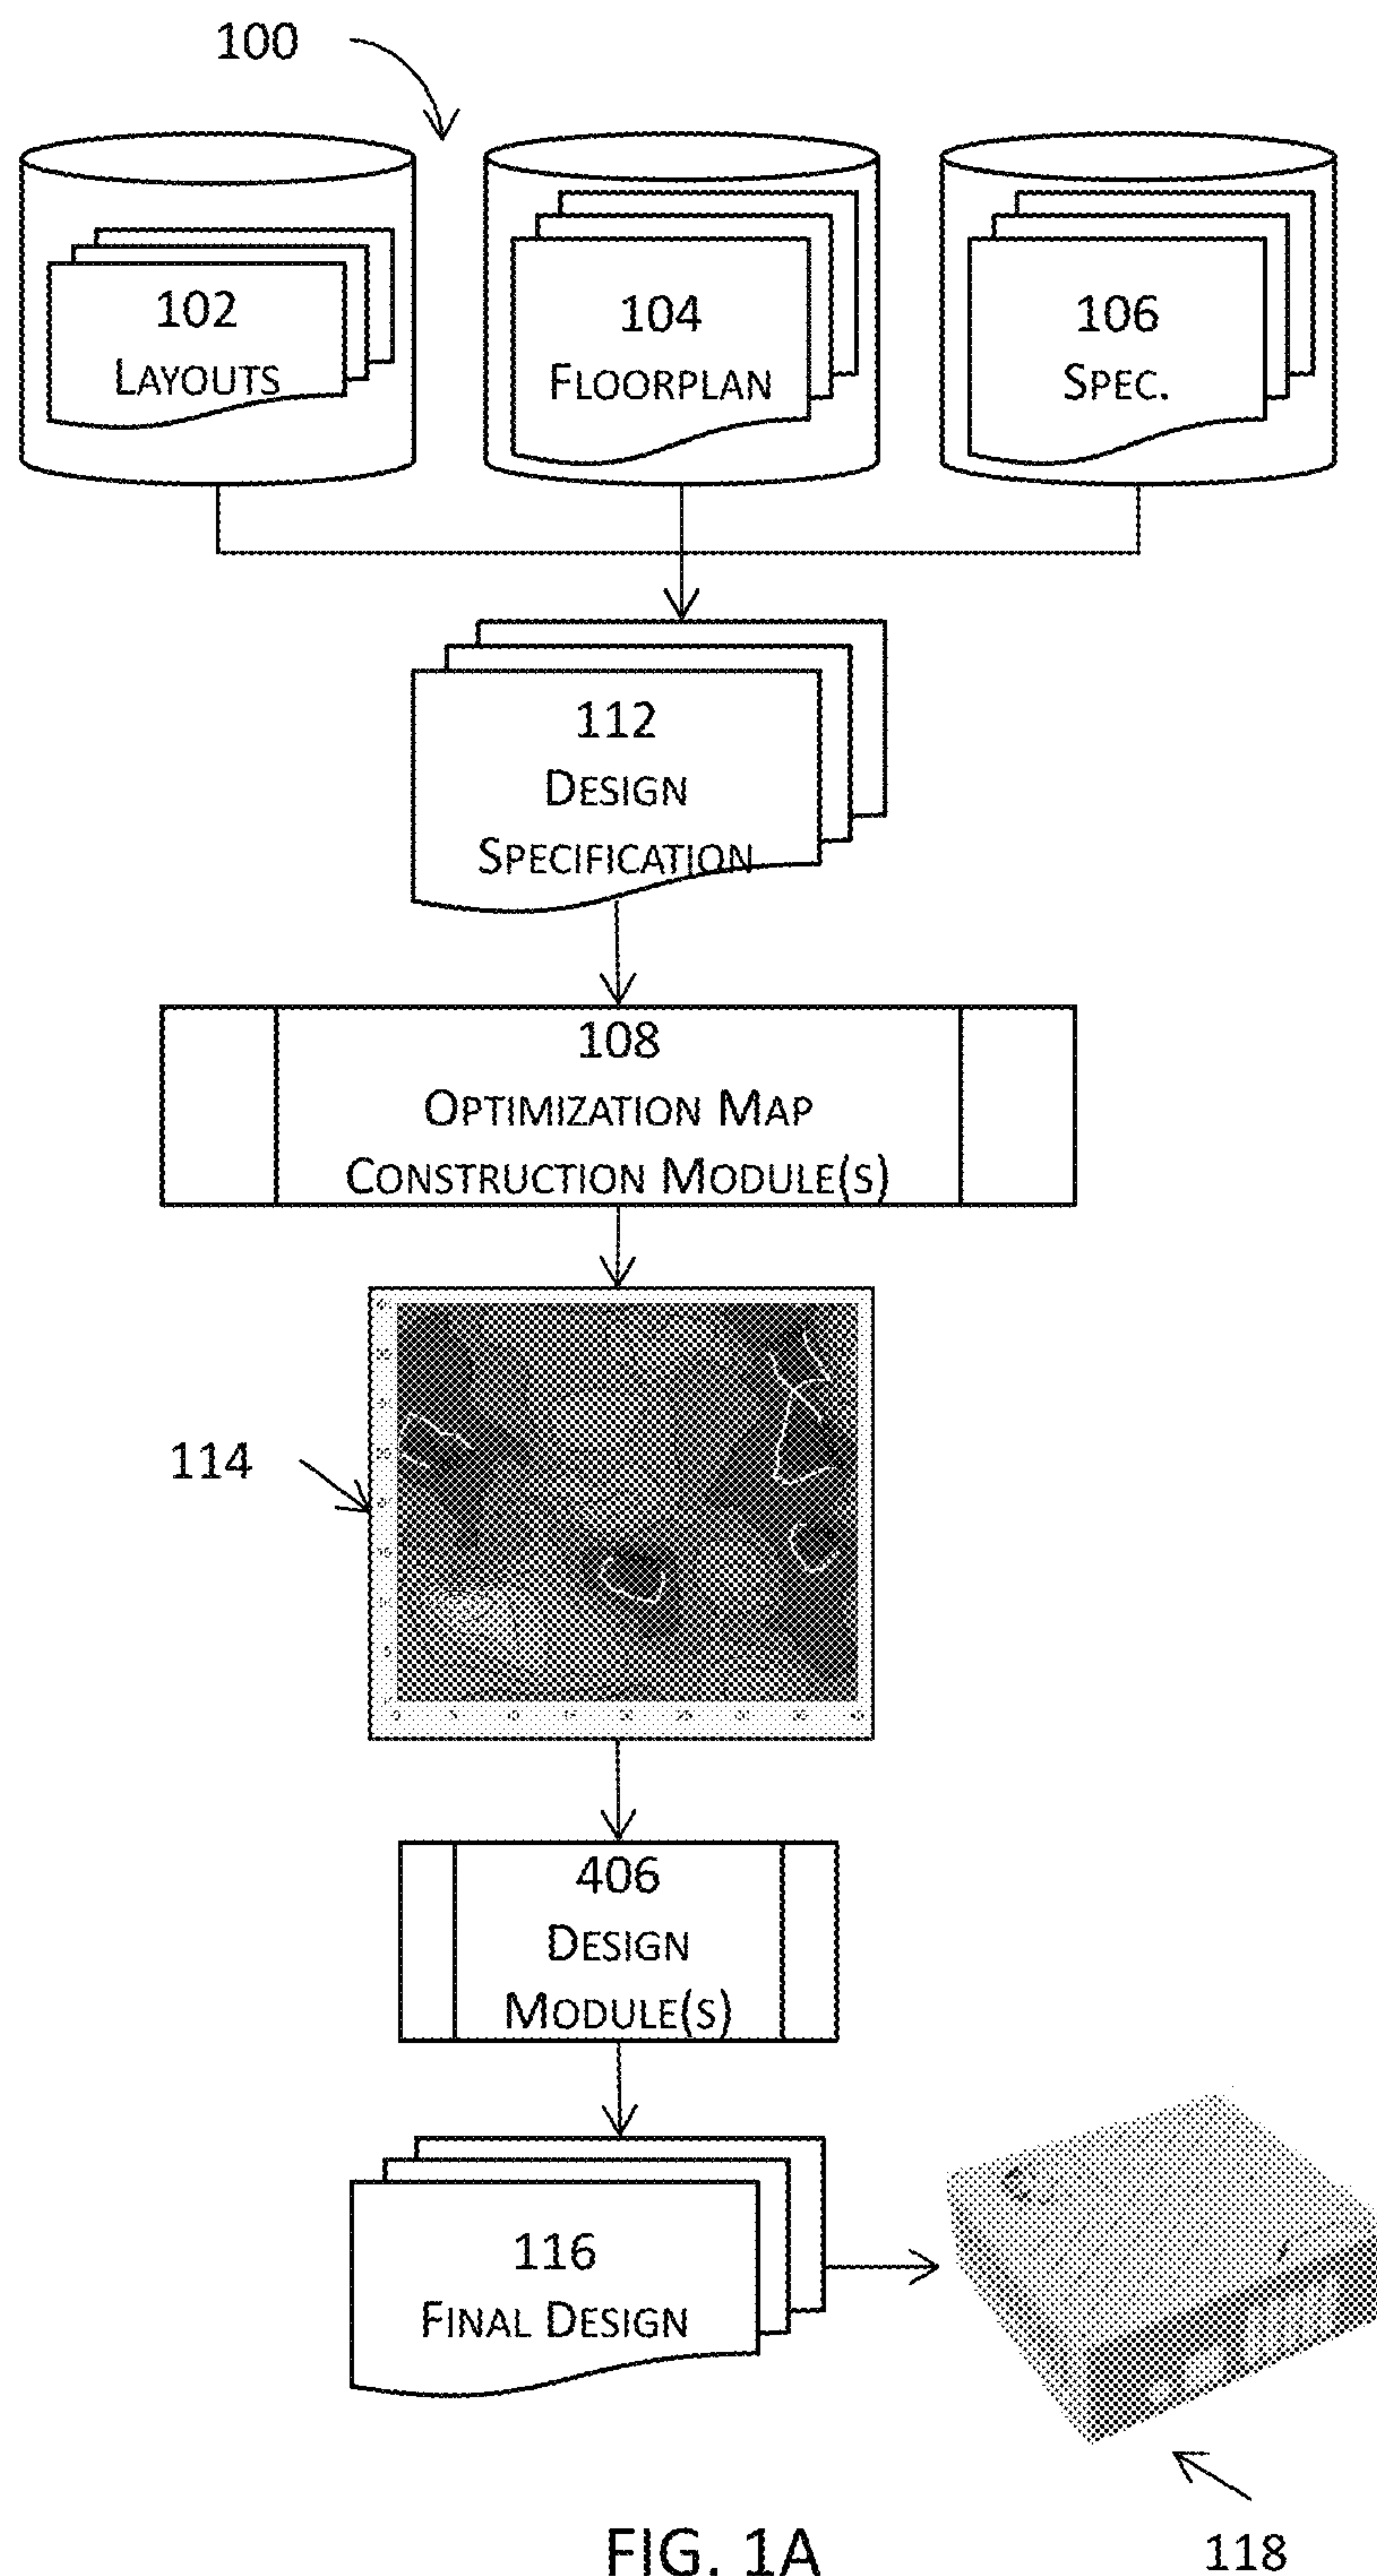 100
102
LAYOUTS
104
FLOORPLAN
106
SPEC.
112
DESIGN
SPECIFICATION
108
OPTIMIZATION MAP
CONSTRUCTION MODULE(S)
114
406
DESIGN
MODULE(S)
116
FINAL DESIGN
118
FIG. 1A